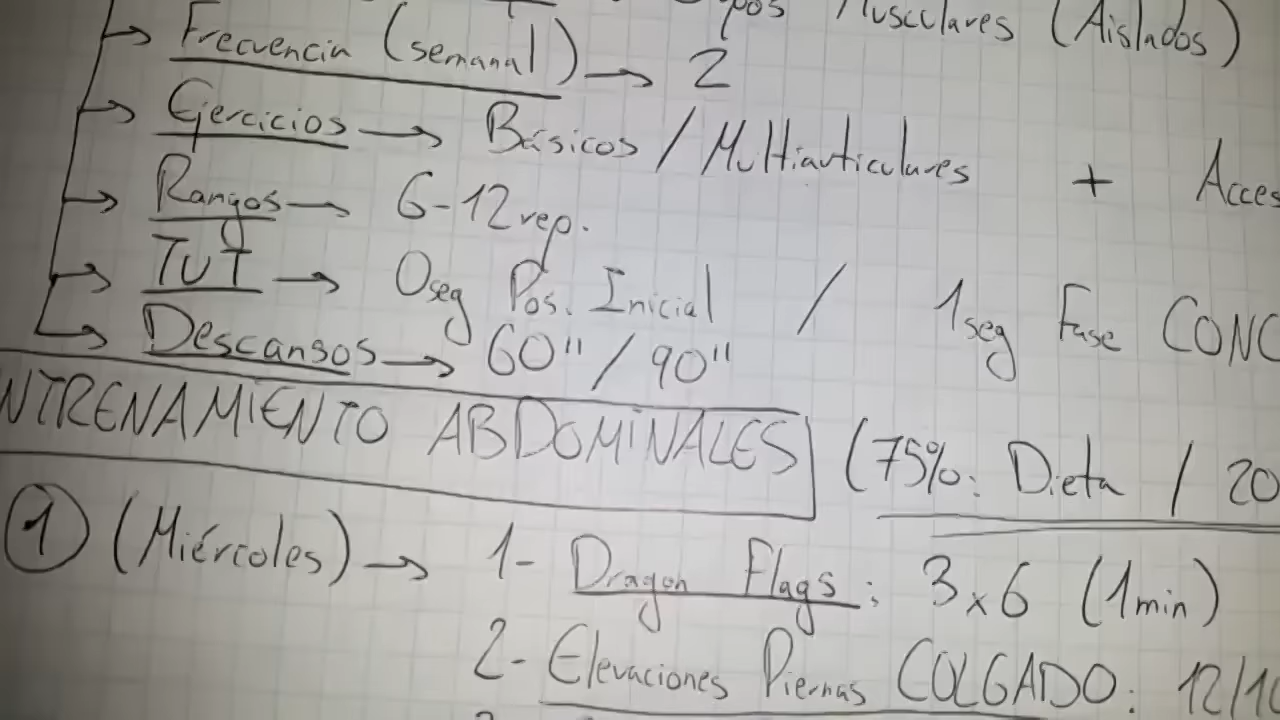 Musculares (Aislados)
Frecuencia (semanal) → 2
Ejercicios → Básicos / Multiarticulares +
Rangos → 6-12 rep.
TUT → 0seg Pos. Inicial / 1seg Fase CONC
Descansos → 60" / 90"
NTRENAMIENTO ABDOMINALES (75%: Dieta / 20
1 (Miércoles) → 1- Dragon Flags: 3x6 (1min)
2- Elevaciones Piernas COLGADO: 12/10